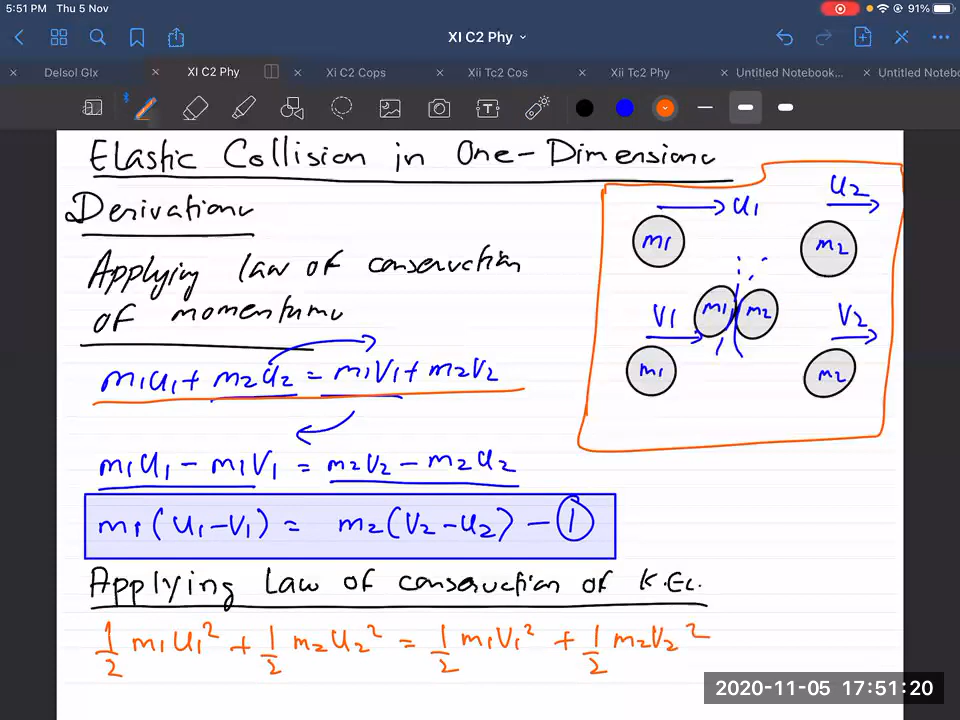 5:51 PM Thu 5 Nov 91%
XI C2 Phy
Delsol Glx XI C2 Phy Xi C2 Cops Xii Tc2 Cos Xii Tc2 Phy Untitled Notebook... Untitled Notebo
Elastic Collision in One-Dimension
Derivation
Applying law of conservation
of momentum
m1u1 + m2u2 = m1v1 + m2v2
m1u1 - m1v1 = m2v2 - m2u2
m1(u1-v1) = m2(v2-u2) - 1
Applying Law of conservation of K.E.
1/2 m1u1² + 1/2 m2u2² = 1/2 m1v1² + 1/2 m2v2²
u1 u2
m1 m2
m1 m2
v1 v2
m1 m2
2020-11-05 17:51:20